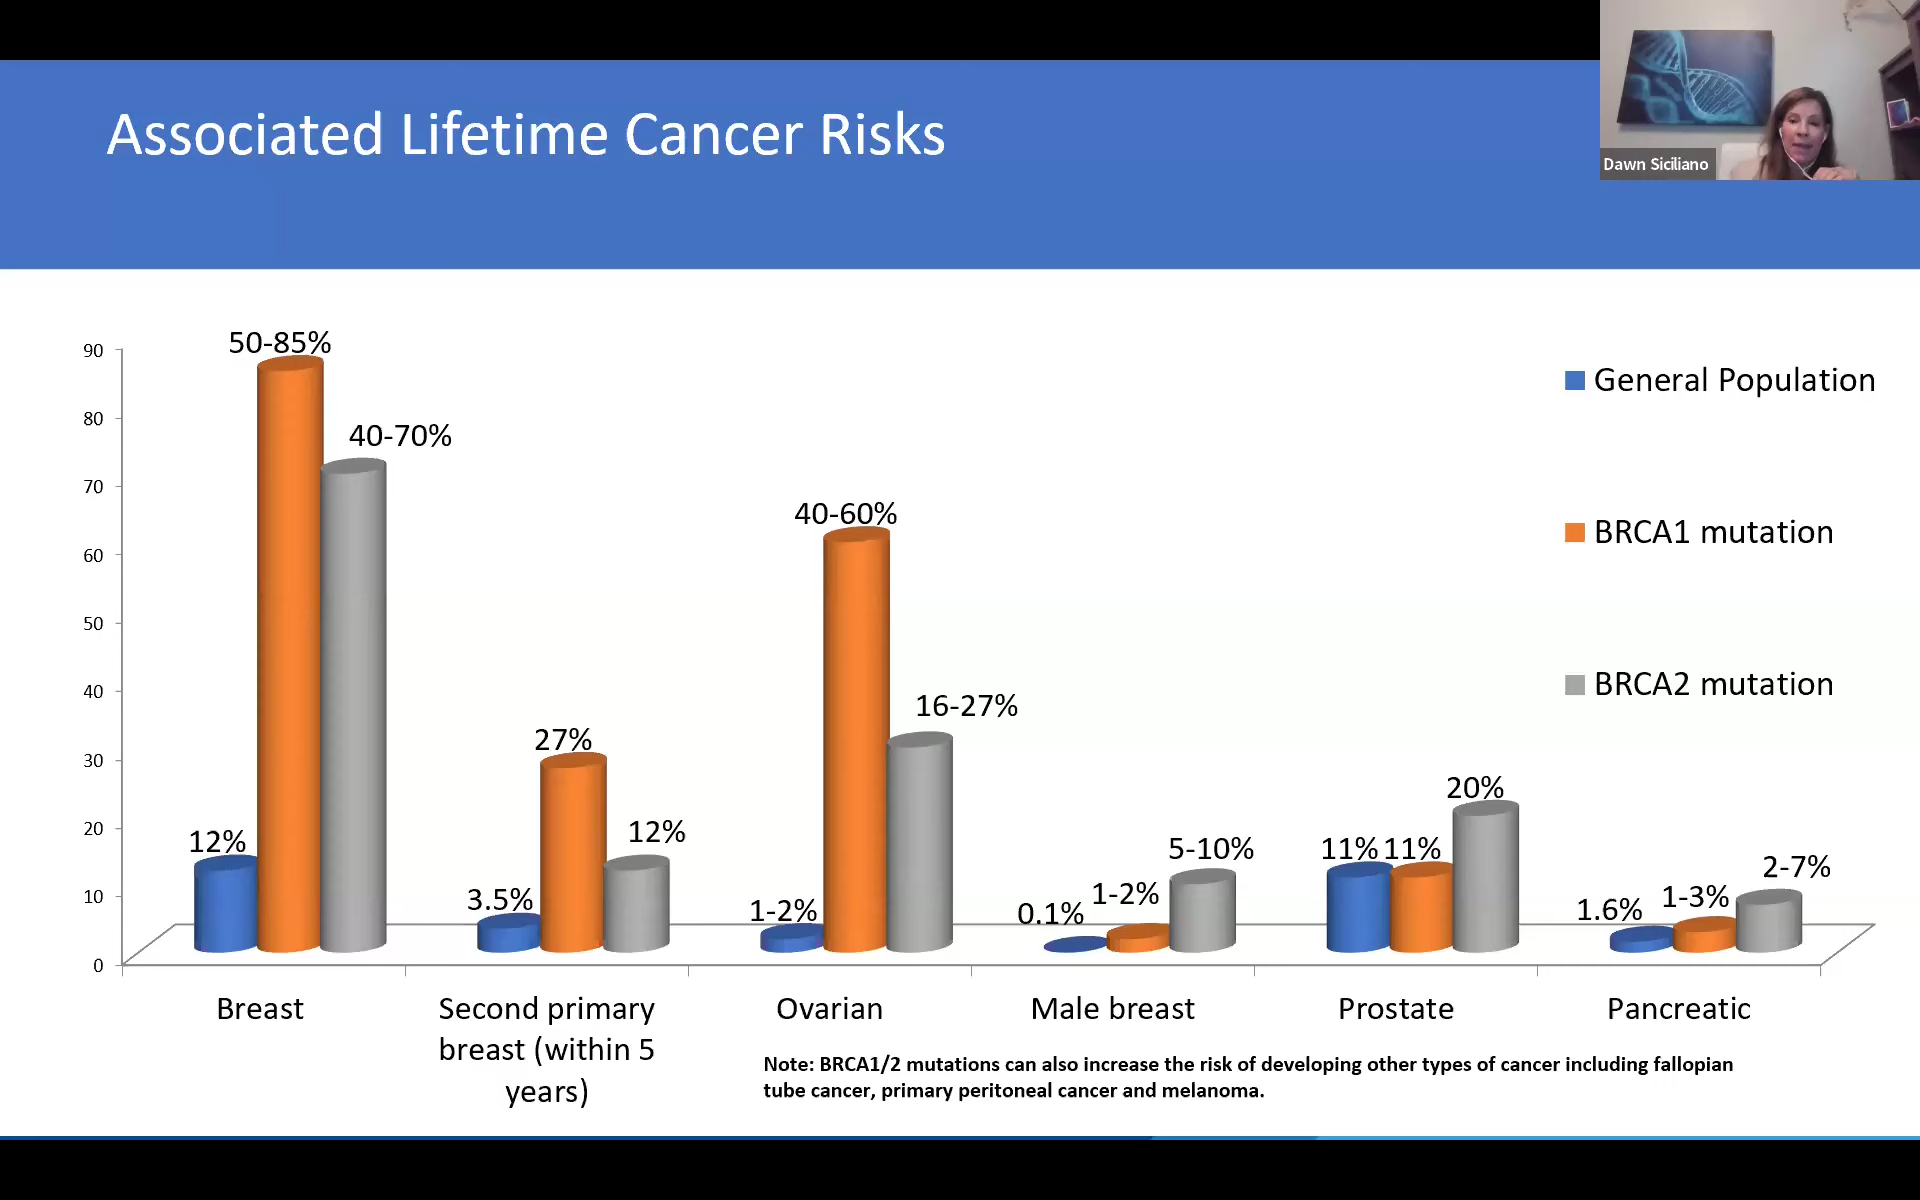 Associated Lifetime Cancer Risks
Dawn Siciliano
90
80
70
60
50
40
30
20
10
0
50-85%
40-70%
12%
27%
3.5%
12%
40-60%
1-2%
16-27%
0.1%
1-2%
5-10%
11%
11%
20%
1.6%
1-3%
2-7%
General Population
BRCA1 mutation
BRCA2 mutation
Breast
Second primary
breast (within 5
years)
Ovarian
Male breast
Prostate
Pancreatic
Note: BRCA1/2 mutations can also increase the risk of developing other types of cancer including fallopian
tube cancer, primary peritoneal cancer and melanoma.